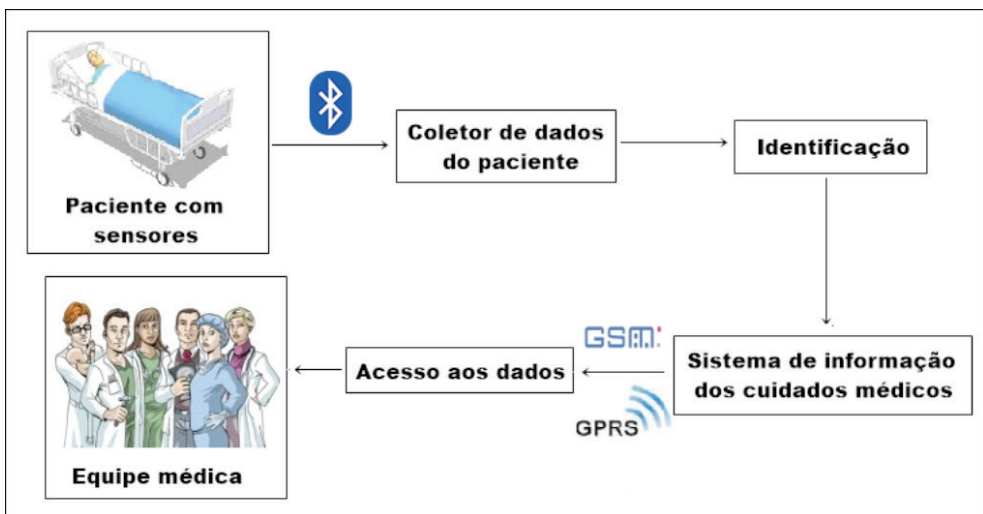 Paciente com
sensores
Coletor de dados
do paciente
Identificação
Sistema de informação
dos cuidados médicos
GSM
GPRS
Acesso aos dados
Equipe médica